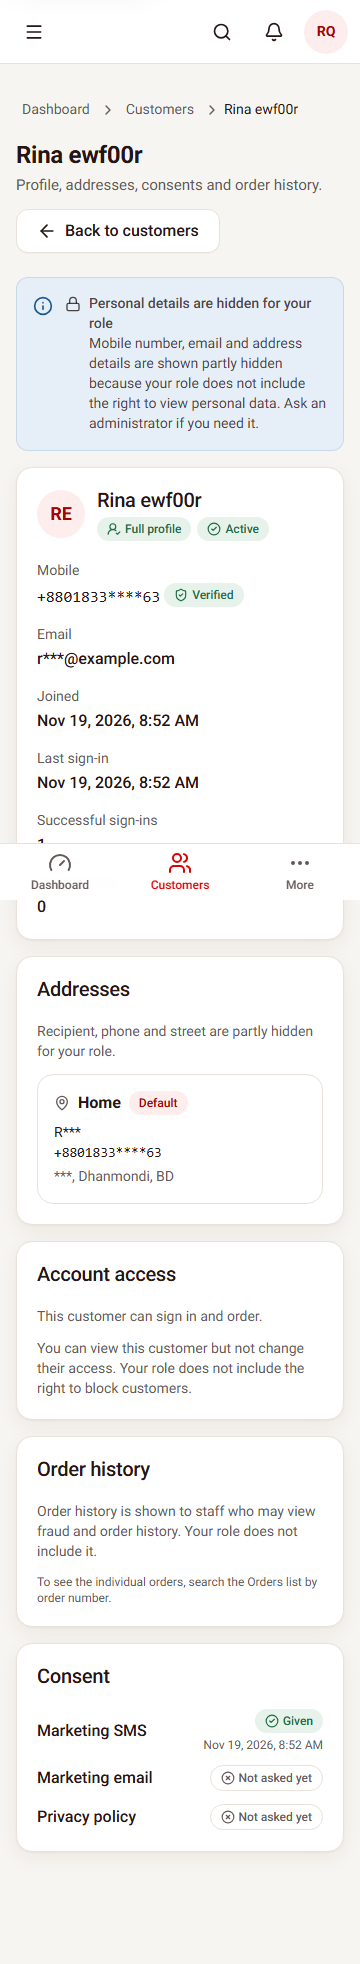 RQ
Dashboard > Customers > Rina ewf00r
Rina ewf00r
Profile, addresses, consents and order history.
Back to customers
Personal details are hidden for your
role
Mobile number, email and address
details are shown partly hidden
because your role does not include
the right to view personal data. Ask an
administrator if you need it.
RE
Rina ewf00r
Full profile
Active
Mobile
+8801833****63
Verified
Email
r***@example.com
Joined
Nov 19, 2026, 8:52 AM
Last sign-in
Nov 19, 2026, 8:52 AM
Successful sign-ins
Dashboard
Customers
More
0
Addresses
Recipient, phone and street are partly hidden
for your role.
Home
Default
R***
+8801833****63
***, Dhanmondi, BD
Account access
This customer can sign in and order.
You can view this customer but not change
their access. Your role does not include the
right to block customers.
Order history
Order history is shown to staff who may view
fraud and order history. Your role does not
include it.
To see the individual orders, search the Orders list by
order number.
Consent
Marketing SMS
Given
Nov 19, 2026, 8:52 AM
Marketing email
Not asked yet
Privacy policy
Not asked yet